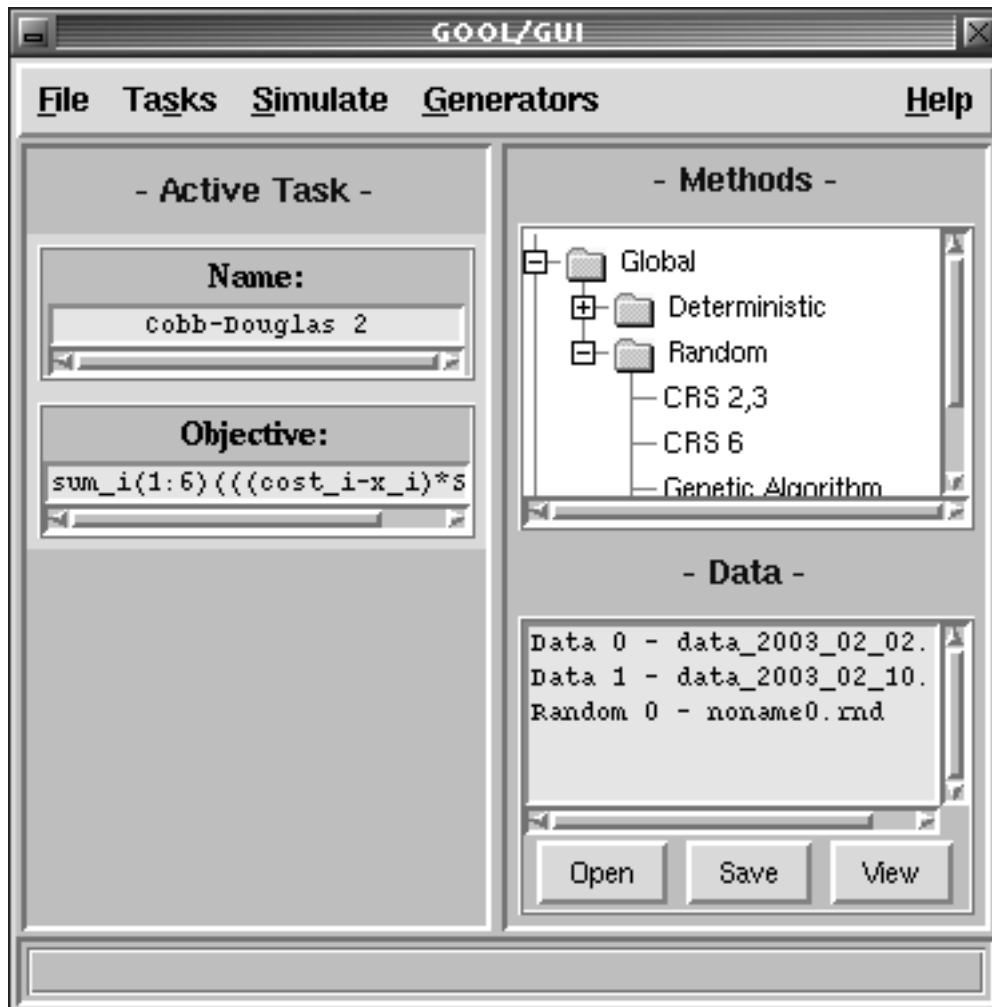 GOOL/GUI
File Tasks Simulate Generators Help
- Active Task -
Name:
Cobb-Douglas 2
Objective:
sum_i(1:6)(((cost_i-x_i)*S
- Methods -
Global
Deterministic
Random
CRS 2,3
CRS 6
Genetic Algorithm
- Data -
Data 0 - data_2003_02_02.
Data 1 - data_2003_02_10.
Random 0 - noname0.rnd
Open Save View